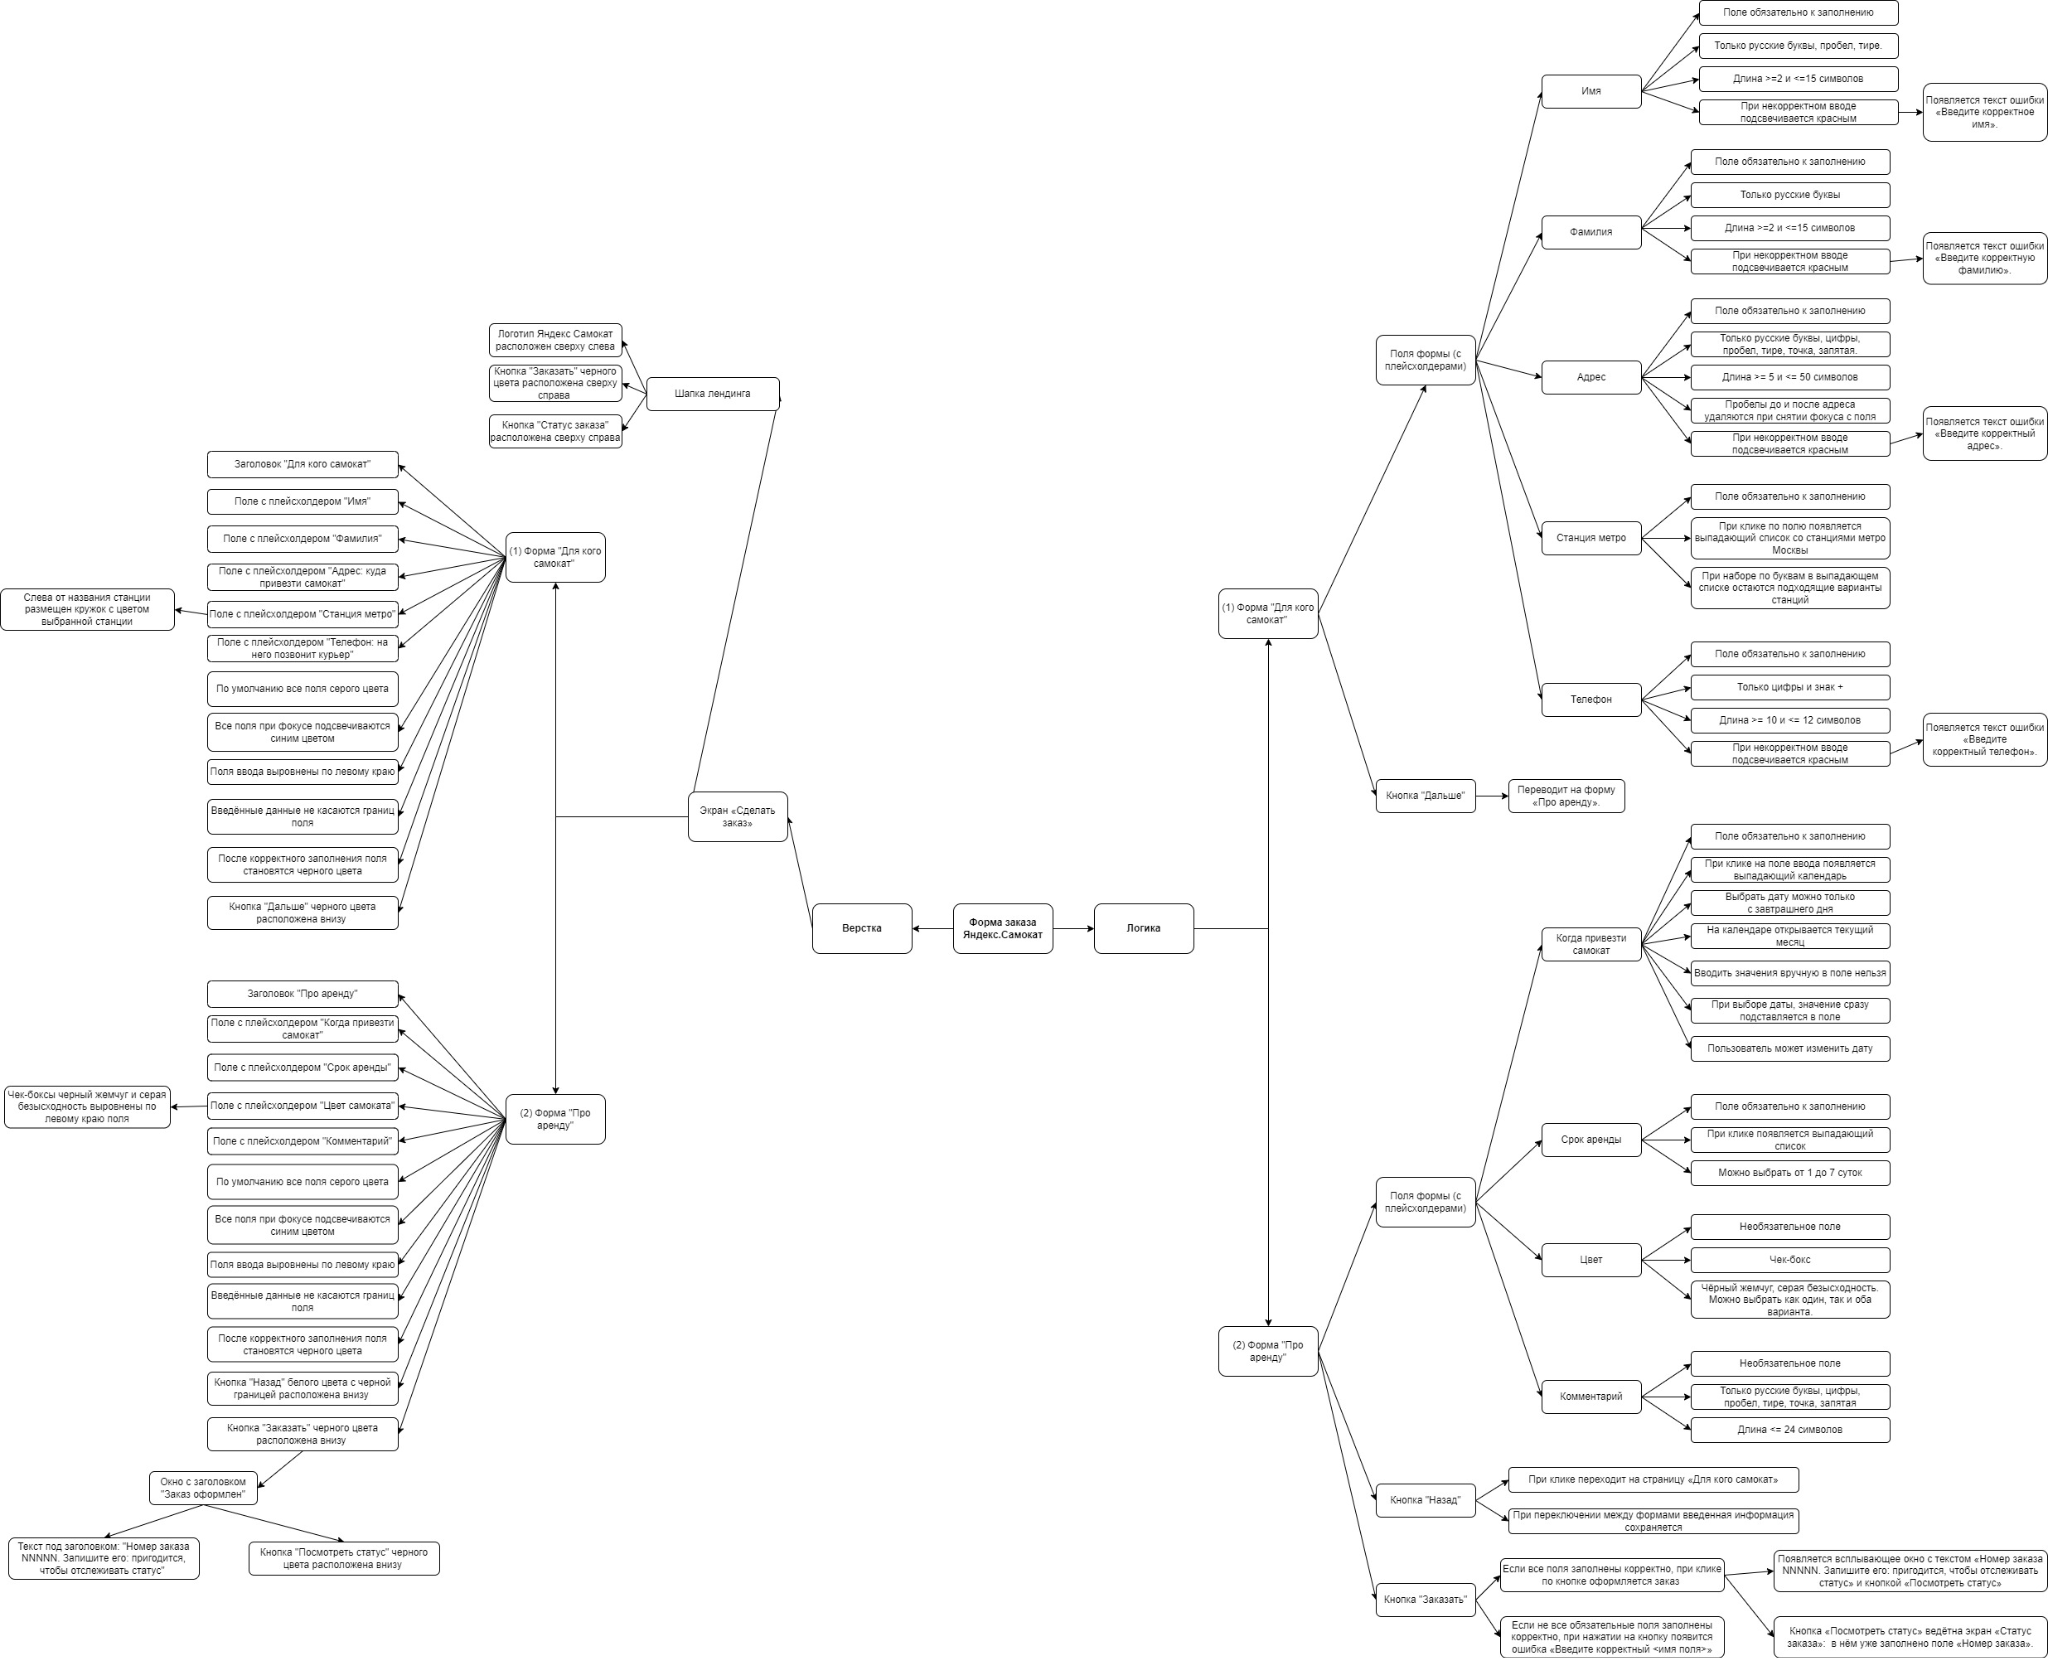 Форма заказа
Яндекс.Самокат
Верстка
Экран «Сделать
заказ»
Шапка лендинга
Логотип Яндекс Самокат
расположен сверху слева
Кнопка "Заказать" черного
цвета расположена сверху
справа
Кнопка "Статус заказа"
расположена сверху справа
(1) Форма "Для кого
самокат"
Заголовок "Для кого самокат"
Поле с плейсхолдером "Имя"
Поле с плейсхолдером "Фамилия"
Поле с плейсхолдером "Адрес: куда
привезти самокат"
Поле с плейсхолдером "Станция метро"
Слева от названия станции
размещен кружок с цветом
выбранной станции
Поле с плейсхолдером "Телефон: на
него позвонит курьер"
По умолчанию все поля серого цвета
Все поля при фокусе подсвечиваются
синим цветом
Поля ввода выровнены по левому краю
Введённые данные не касаются границ
поля
После корректного заполнения поля
становятся черного цвета
Кнопка "Дальше" черного цвета
расположена внизу
(2) Форма "Про
аренду"
Заголовок "Про аренду"
Поле с плейсхолдером "Когда привезти
самокат"
Поле с плейсхолдером "Срок аренды"
Поле с плейсхолдером "Цвет самоката"
Чек-боксы черный жемчуг и серая
безысходность выровнены по
левому краю поля
Поле с плейсхолдером "Комментарий"
По умолчанию все поля серого цвета
Все поля при фокусе подсвечиваются
синим цветом
Поля ввода выровнены по левому краю
Введённые данные не касаются границ
поля
После корректного заполнения поля
становятся черного цвета
Кнопка "Назад" белого цвета с черной
границей расположена внизу
Кнопка "Заказать" черного цвета
расположена внизу
Окно с заголовком
"Заказ оформлен"
Текст под заголовком: "Номер заказа
NNNNN. Запишите его: пригодится,
чтобы отслеживать статус"
Кнопка "Посмотреть статус" черного
цвета расположена внизу
Логика
(1) Форма "Для кого
самокат"
Поля формы (с
плейсхолдерами)
Имя
Поле обязательно к заполнению
Только русские буквы, пробел, тире.
Длина >=2 и <=15 символов
При некорректном вводе
подсвечивается красным
Появляется текст ошибки
«Введите корректное
имя».
Фамилия
Поле обязательно к заполнению
Только русские буквы
Длина >=2 и <=15 символов
При некорректном вводе
подсвечивается красным
Появляется текст ошибки
«Введите корректную
фамилию».
Адрес
Поле обязательно к заполнению
Только русские буквы, цифры,
пробел, тире, точка, запятая.
Длина >= 5 и <= 50 символов
Пробелы до и после адреса
удаляются при снятии фокуса с поля
При некорректном вводе
подсвечивается красным
Появляется текст ошибки
«Введите корректный
адрес».
Станция метро
Поле обязательно к заполнению
При клике по полю появляется
выпадающий список со станциями метро
Москвы
При наборе по буквам в выпадающем
списке остаются подходящие варианты
станций
Телефон
Поле обязательно к заполнению
Только цифры и знак +
Длина >= 10 и <= 12 символов
При некорректном вводе
подсвечивается красным
Появляется текст ошибки
«Введите
корректный телефон».
Кнопка "Дальше"
Переводит на форму
«Про аренду».
(2) Форма "Про
аренду"
Поля формы (с
плейсхолдерами)
Когда привезти
самокат
Поле обязательно к заполнению
При клике на поле ввода появляется
выпадающий календарь
Выбрать дату можно только
с завтрашнего дня
На календаре открывается текущий
месяц
Вводить значения вручную в поле нельзя
При выборе даты, значение сразу
подставляется в поле
Пользователь может изменить дату
Срок аренды
Поле обязательно к заполнению
При клике появляется выпадающий
список
Можно выбрать от 1 до 7 суток
Цвет
Необязательное поле
Чек-бокс
Чёрный жемчуг, серая безысходность.
Можно выбрать как один, так и оба
варианта.
Комментарий
Необязательное поле
Только русские буквы, цифры,
пробел, тире, точка, запятая
Длина <= 24 символов
Кнопка "Назад"
При клике переходит на страницу «Для кого самокат»
При переключении между формами введенная информация
сохраняется
Кнопка "Заказать"
Если все поля заполнены корректно, при клике
по кнопке оформляется заказ
Появляется всплывающее окно с текстом «Номер заказа
NNNNN. Запишите его: пригодится, чтобы отслеживать
статус» и кнопкой «Посмотреть статус»
Кнопка «Посмотреть статус» ведётна экран «Статус
заказа»: в нём уже заполнено поле «Номер заказа».
Если не все обязательные поля заполнены
корректно, при нажатии на кнопку появится
ошибка «Введите корректный <имя поля>»